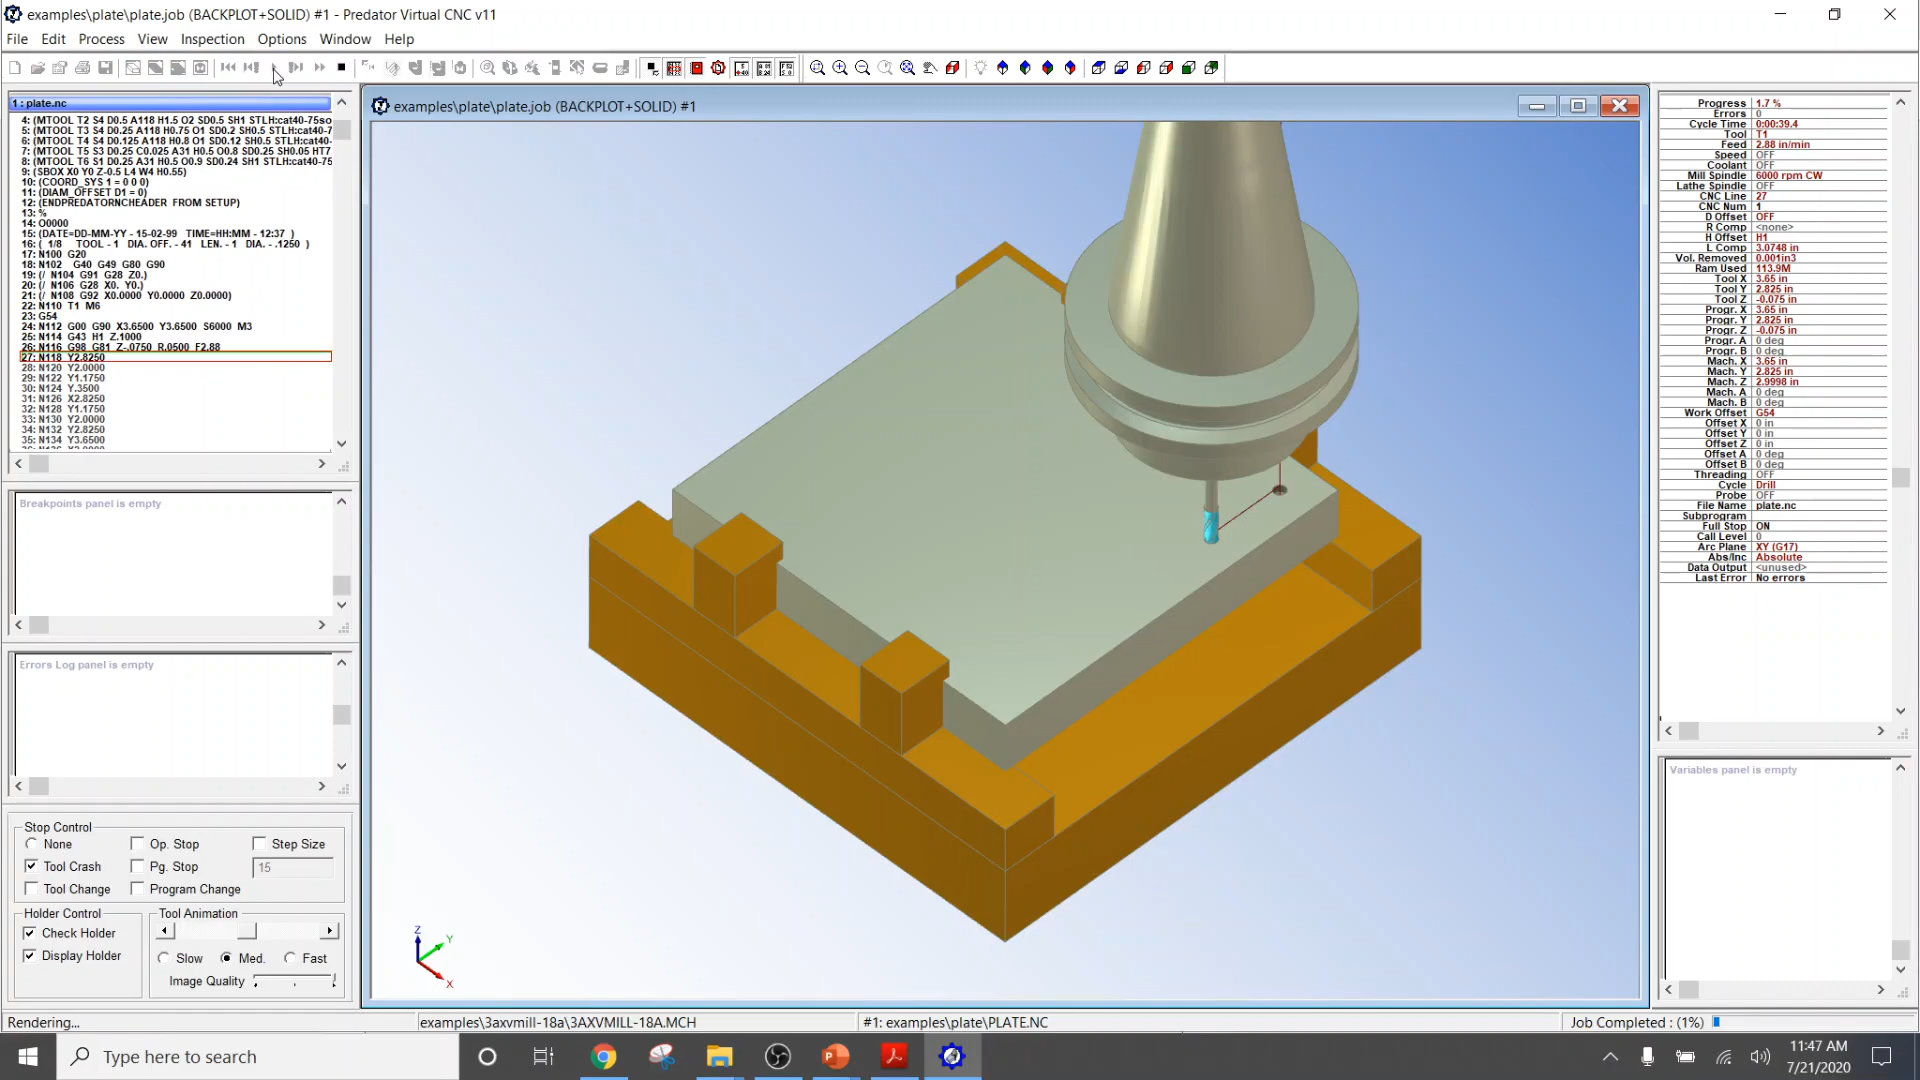 examples\plate\plate.job (BACKPLOT+SOLID) #1 - Predator Virtual CNC v11
File Edit Process View Inspection Options Window Help
1 : plate.nc
4: (MTOOL T2 S4 D0.5 A118 H1.5 O2 SD0.5 SH1 STLH:cat40-75so
5: (MTOOL T3 S4 D0.25 A118 H0.75 O1 SD0.2 SH0.5 STLH:cat40-7
6: (MTOOL T4 S4 D0.125 A118 H0.8 O1 SD0.12 SH0.5 STLH:cat40-
7: (MTOOL T5 S3 D0.25 C0.025 A31 H0.5 O0.8 SD0.25 SH0.05 HT7
8: (MTOOL T6 S1 D0.25 A31 H0.5 O0.9 SD0.24 SH1 STLH:cat40-75
9: (SBOX X0 Y0 Z-0.5 L4 W4 H0.55)
10: (COORD_SYS 1 = 0 0 0)
11: (DIAM_OFFSET D1 = 0)
12: (ENDPREDATORNCHEADER FROM SETUP)
13: %
14: O0000
15: (DATE=DD-MM-YY - 15-02-99 TIME=HH:MM - 12:37 )
16: ( 1/8 TOOL - 1 DIA. OFF. - 41 LEN. - 1 DIA. - .1250 )
17: N100 G20
18: N102 G40 G49 G80 G90
19: (/ N104 G91 G28 Z0.)
20: (/ N106 G28 X0. Y0.)
21: (/ N108 G92 X0.0000 Y0.0000 Z0.0000)
22: N110 T1 M6
23: G54
24: N112 G00 G90 X3.6500 Y3.6500 S6000 M3
25: N114 G43 H1 Z.1000
26: N116 G98 G81 Z-.0750 R.0500 F2.88
27: N118 Y2.8250
28: N120 Y2.0000
29: N122 Y1.1750
30: N124 Y.3500
31: N126 X2.8250
32: N128 Y1.1750
33: N130 Y2.0000
34: N132 Y2.8250
35: N134 Y3.6500
Breakpoints panel is empty
Errors Log panel is empty
Stop Control
None Op. Stop Step Size
Tool Crash Pg. Stop 15
Tool Change Program Change
Holder Control Tool Animation
Check Holder
Display Holder Slow Med. Fast
Image Quality
examples\plate\plate.job (BACKPLOT+SOLID) #1
Z
Y
X
Progress 1.7 %
Errors 0
Cycle Time 0:00:39.4
Tool T1
Feed 2.88 in/min
Speed OFF
Coolant OFF
Mill Spindle 6000 rpm CW
Lathe Spindle OFF
CNC Line 27
CNC Num 1
D Offset OFF
R Comp <none>
H Offset H1
L Comp 3.0748 in
Vol. Removed 0.001in3
Ram Used 113.9M
Tool X 3.65 in
Tool Y 2.825 in
Tool Z -0.075 in
Progr. X 3.65 in
Progr. Y 2.825 in
Progr. Z -0.075 in
Progr. A 0 deg
Progr. B 0 deg
Mach. X 3.65 in
Mach. Y 2.825 in
Mach. Z 2.9998 in
Mach. A 0 deg
Mach. B 0 deg
Work Offset G54
Offset X 0 in
Offset Y 0 in
Offset Z 0 in
Offset A 0 deg
Offset B 0 deg
Threading OFF
Cycle Drill
Probe OFF
File Name plate.nc
Subprogram
Full Stop ON
Call Level 0
Arc Plane XY (G17)
Abs/Inc Absolute
Data Output <unused>
Last Error No errors
Variables panel is empty
Rendering... examples\3axvmill-18a\3AXVMILL-18A.MCH #1: examples\plate\PLATE.NC Job Completed : (1%)
Type here to search
11:47 AM
7/21/2020